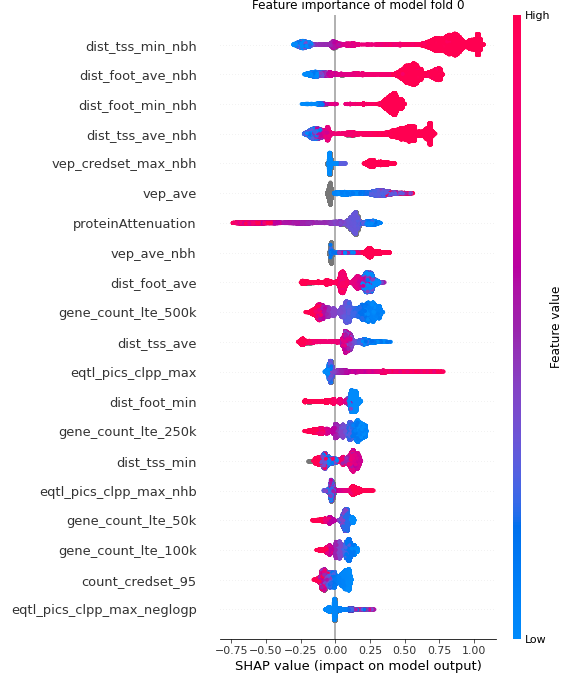 Feature importance of model fold 0
High
dist_tss_min_nbh
dist_foot_ave_nbh
dist_foot_min_nbh
dist_tss_ave_nbh
vep_credset_max_nbh
vep_ave
proteinAttenuation
vep_ave_nbh
dist_foot_ave
gene_count_lte_500k
dist_tss_ave
eqtl_pics_clpp_max
dist_foot_min
gene_count_lte_250k
dist_tss_min
eqtl_pics_clpp_max_nhb
gene_count_lte_50k
gene_count_lte_100k
count_credset_95
eqtl_pics_clpp_max_neglogp
Feature value
Low
−0.75 −0.50 −0.25 0.00 0.25 0.50 0.75 1.00
SHAP value (impact on model output)